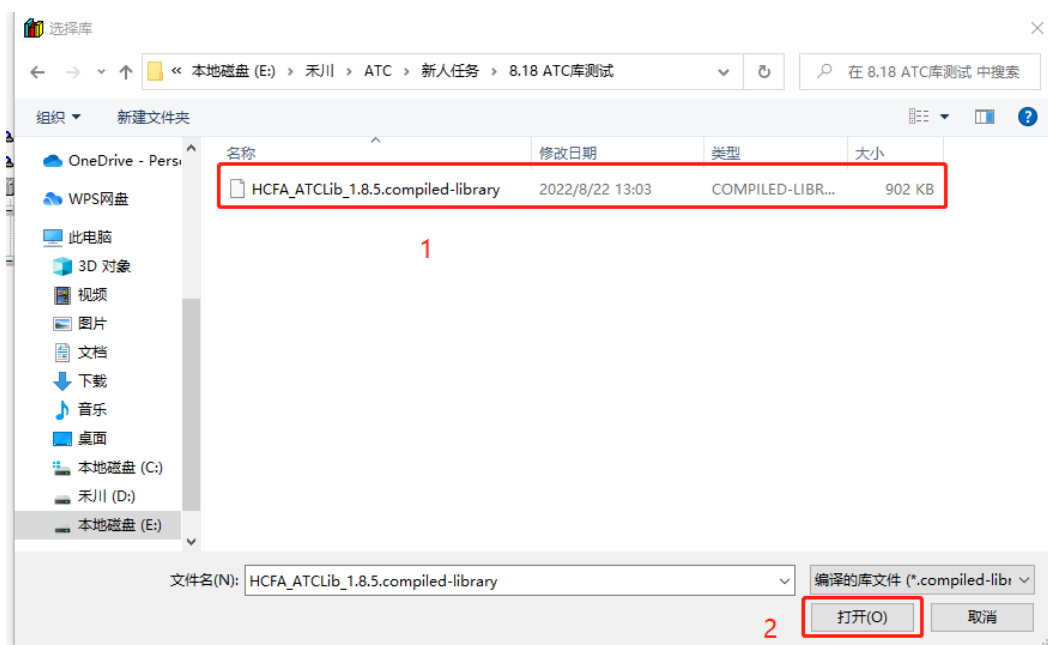 选择库
« 本地磁盘 (E:) › 禾川 › ATC › 新人任务 › 8.18 ATC库测试
在 8.18 ATC库测试 中搜索
组织 新建文件夹
名称 修改日期 类型 大小
HCFA_ATCLib_1.8.5.compiled-library 2022/8/22 13:03 COMPILED-LIBR... 902 KB
OneDrive - Pers
WPS网盘
此电脑
3D 对象
视频
图片
文档
下载
音乐
桌面
本地磁盘 (C:)
禾川 (D:)
本地磁盘 (E:)
1
文件名(N): HCFA_ATCLib_1.8.5.compiled-library 编译的库文件 (*.compiled-libr
2
打开(O) 取消